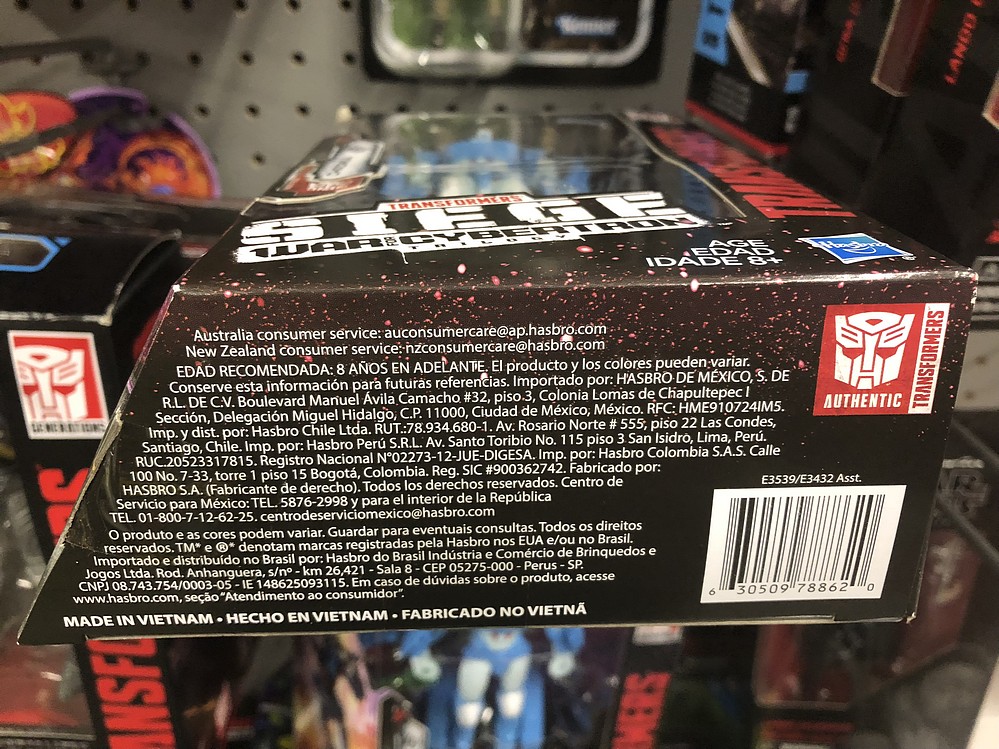 Kenner
LANDO
TRANSFORMERS
SIEGE
WAR FOR CYBERTRON
TRILOGY
AGE
EDAD
IDADE 8+
Hasbro
Australia consumer service: auconsumercare@ap.hasbro.com
New Zealand consumer service: nzconsumercare@hasbro.com
EDAD RECOMENDADA: 8 AÑOS EN ADELANTE. El producto y los colores pueden variar.
Conserve esta información para futuras referencias. Importado por: HASBRO DE MÉXICO, S. DE
R.L. DE C.V. Boulevard Manuel Ávila Camacho #32, piso 3, Colonia Lomas de Chapultepec I
Sección, Delegación Miguel Hidalgo, C.P. 11000, Ciudad de México, México. RFC: HME910724IM5.
Imp. y dist. por: Hasbro Chile Ltda. RUT.:78.934.680-1. Av. Rosario Norte # 555, piso 22 Las Condes,
Santiago, Chile. Imp. por: Hasbro Perú S.R.L. Av. Santo Toribio No. 115 piso 3 San Isidro, Lima, Perú.
RUC.20523317815. Registro Nacional N°02273-12-JUE-DIGESA. Imp. por: Hasbro Colombia S.A.S. Calle
100 No. 7-33, torre 1 piso 15 Bogotá, Colombia. Reg. SIC #900362742. Fabricado por:
HASBRO S.A. (Fabricante de derecho). Todos los derechos reservados. Centro de
Servicio para México: TEL. 5876-2998 y para el interior de la República
TEL. 01-800-7-12-62-25. centrodeserviciomexico@hasbro.com
O produto e as cores podem variar. Guardar para eventuais consultas. Todos os direitos
reservados.TM* e ®* denotam marcas registradas pela Hasbro nos EUA e/ou no Brasil.
Importado e distribuído no Brasil por: Hasbro do Brasil Indústria e Comércio de Brinquedos e
Jogos Ltda. Rod. Anhanguera, s/nº - km 26,421 - Sala 8 - CEP 05275-000 - Perus - SP.
CNPJ 08.743.754/0003-05 - IE 148625093115. Em caso de dúvidas sobre o produto, acesse
www.hasbro.com, seção "Atendimento ao consumidor".
MADE IN VIETNAM • HECHO EN VIETNAM • FABRICADO NO VIETNÃ
AUTHENTIC
TRANSFORMERS
E3539/E3432 Asst.
6 30509 78862 0
GENERATIONS